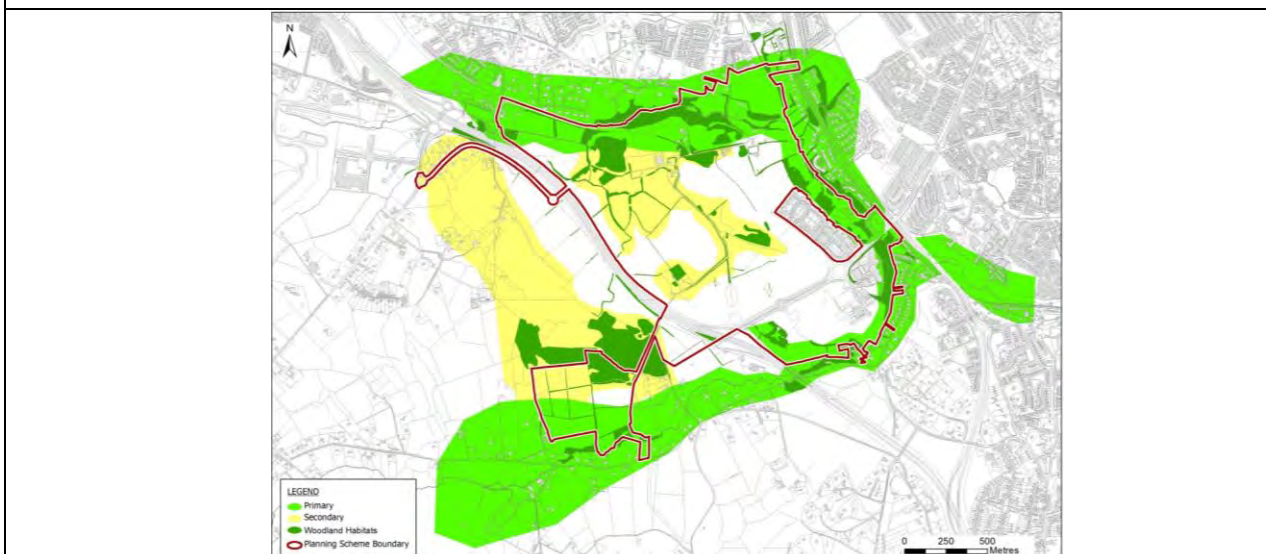 N
LEGEND
Primary
Secondary
Woodland Habitats
Planning Scheme Boundary
0 250 500
Metres